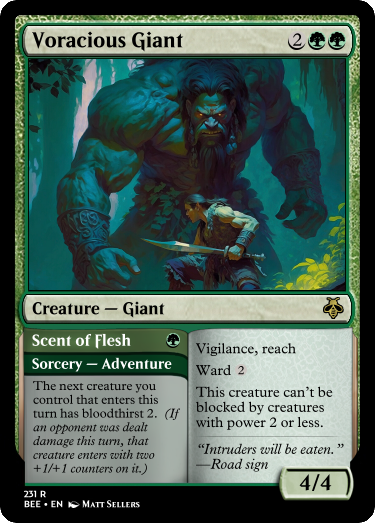 Voracious Giant 2
Creature — Giant
Scent of Flesh
Sorcery — Adventure
The next creature you
control that enters this
turn has bloodthirst 2. (If
an opponent was dealt
damage this turn, that
creature enters with two
+1/+1 counters on it.)
Vigilance, reach
Ward 2
This creature can't be
blocked by creatures
with power 2 or less.
"Intruders will be eaten."
—Road sign
4/4
231 R
BEE • EN Matt Sellers